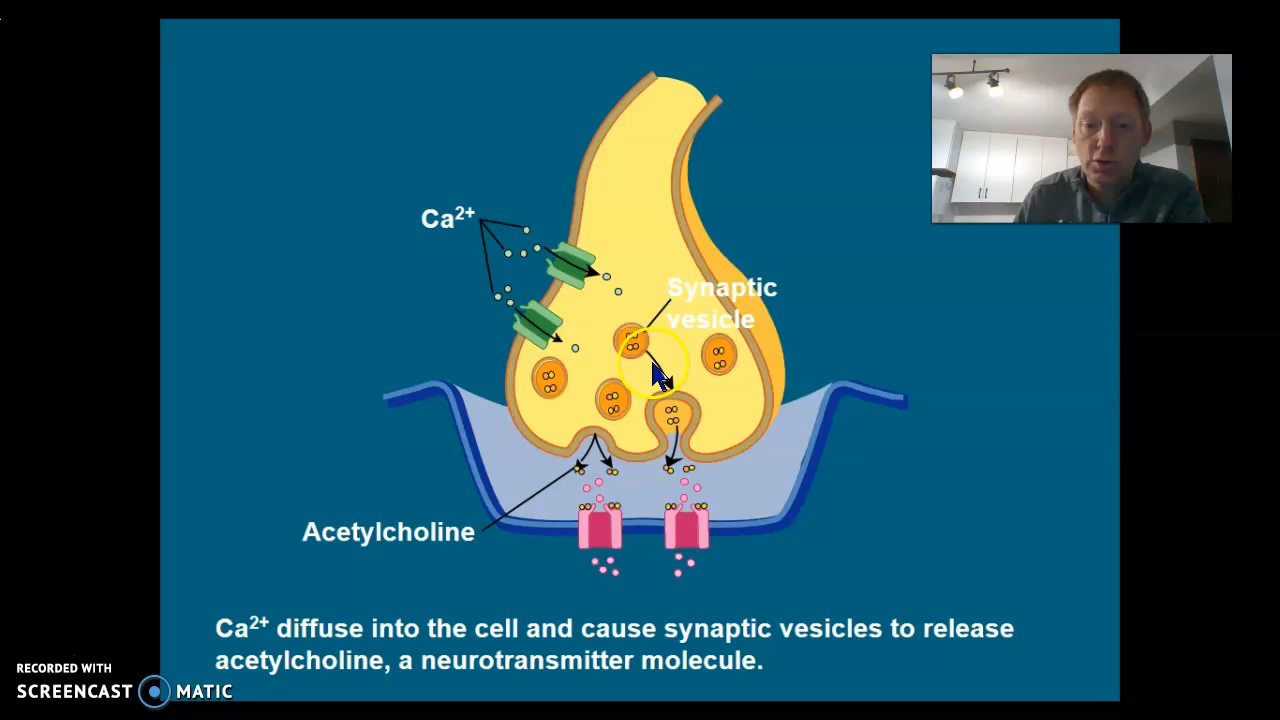 Ca²⁺
Synaptic
vesicle
Acetylcholine
Ca²⁺ diffuse into the cell and cause synaptic vesicles to release
acetylcholine, a neurotransmitter molecule.
RECORDED WITH
SCREENCAST MATIC